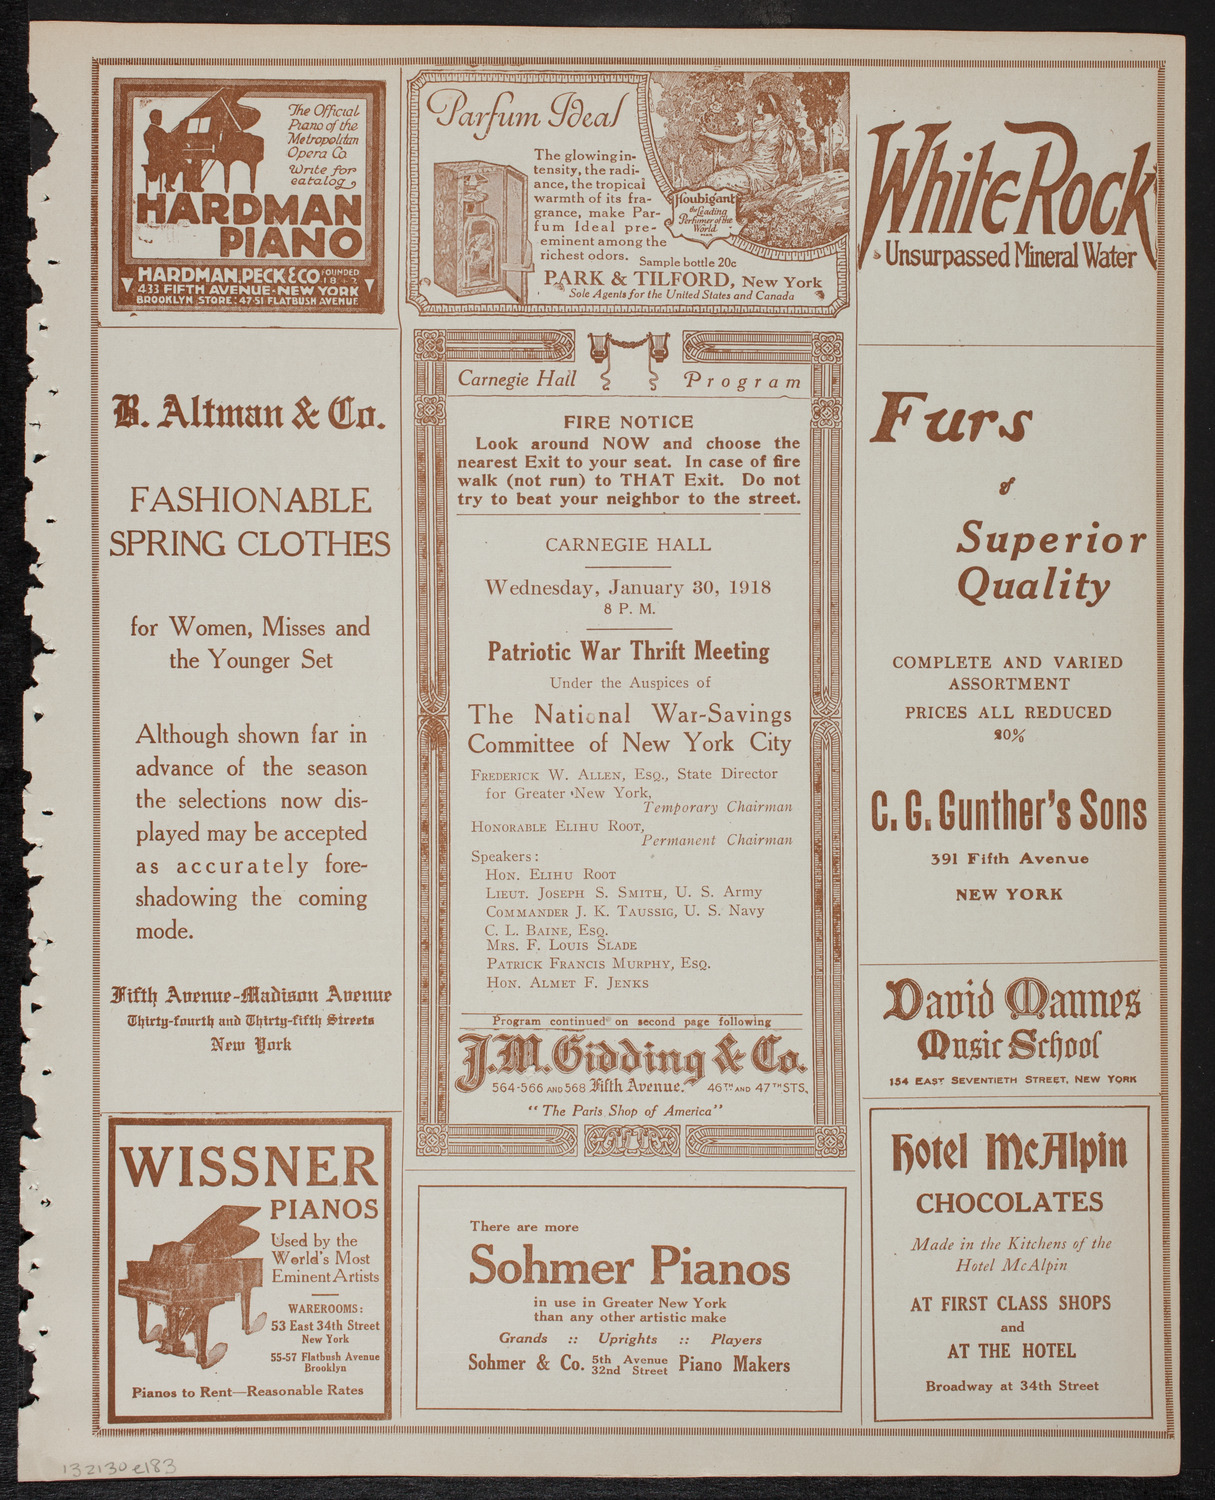 The Official
Piano of the
Metropolitan
Opera Co.
Write for
catalog
HARDMAN
PIANO
HARDMAN, PECK & CO. FOUNDED 1842
433 FIFTH AVENUE · NEW YORK
BROOKLYN STORE: 47-51 FLATBUSH AVENUE
Parfum Ideal
The glowing in-
tensity, the radi-
ance, the tropical
warmth of its fra-
grance, make Par-
fum Ideal pre-
eminent among the
richest odors.
Sample bottle 20c
Houbigant
the Leading
Perfumer of the
World
PARK & TILFORD, New York
Sole Agents for the United States and Canada
White Rock
Unsurpassed Mineral Water
B. Altman & Co.
FASHIONABLE
SPRING CLOTHES
for Women, Misses and
the Younger Set
Although shown far in
advance of the season
the selections now dis-
played may be accepted
as accurately fore-
shadowing the coming
mode.
Fifth Avenue-Madison Avenue
Thirty-fourth and Thirty-fifth Streets
New York
WISSNER
PIANOS
Used by the
World's Most
Eminent Artists
WAREROOMS:
53 East 34th Street
New York
55-57 Flatbush Avenue
Brooklyn
Pianos to Rent—Reasonable Rates
Carnegie Hall Program
FIRE NOTICE
Look around NOW and choose the
nearest Exit to your seat. In case of fire
walk (not run) to THAT Exit. Do not
try to beat your neighbor to the street.
CARNEGIE HALL
Wednesday, January 30, 1918
8 P. M.
Patriotic War Thrift Meeting
Under the Auspices of
The National War-Savings
Committee of New York City
FREDERICK W. ALLEN, ESQ., State Director
for Greater New York,
Temporary Chairman
HONORABLE ELIHU ROOT,
Permanent Chairman
Speakers:
HON. ELIHU ROOT
LIEUT. JOSEPH S. SMITH, U. S. Army
COMMANDER J. K. TAUSSIG, U. S. Navy
C. L. BAINE, ESQ.
MRS. F. LOUIS SLADE
PATRICK FRANCIS MURPHY, ESQ.
HON. ALMET F. JENKS
Program continued on second page following
J. M. Gidding & Co.
564-566 AND 568 Fifth Avenue. 46TH AND 47TH STS.
"The Paris Shop of America"
There are more
Sohmer Pianos
in use in Greater New York
than any other artistic make
Grands :: Uprights :: Players
Sohmer & Co. 5th Avenue 32nd Street Piano Makers
Furs
of
Superior
Quality
COMPLETE AND VARIED
ASSORTMENT
PRICES ALL REDUCED
20%
C. G. Gunther's Sons
391 Fifth Avenue
NEW YORK
David Mannes
Music School
154 EAST SEVENTIETH STREET, NEW YORK
Hotel McAlpin
CHOCOLATES
Made in the Kitchens of the
Hotel McAlpin
AT FIRST CLASS SHOPS
and
AT THE HOTEL
Broadway at 34th Street
132130e183